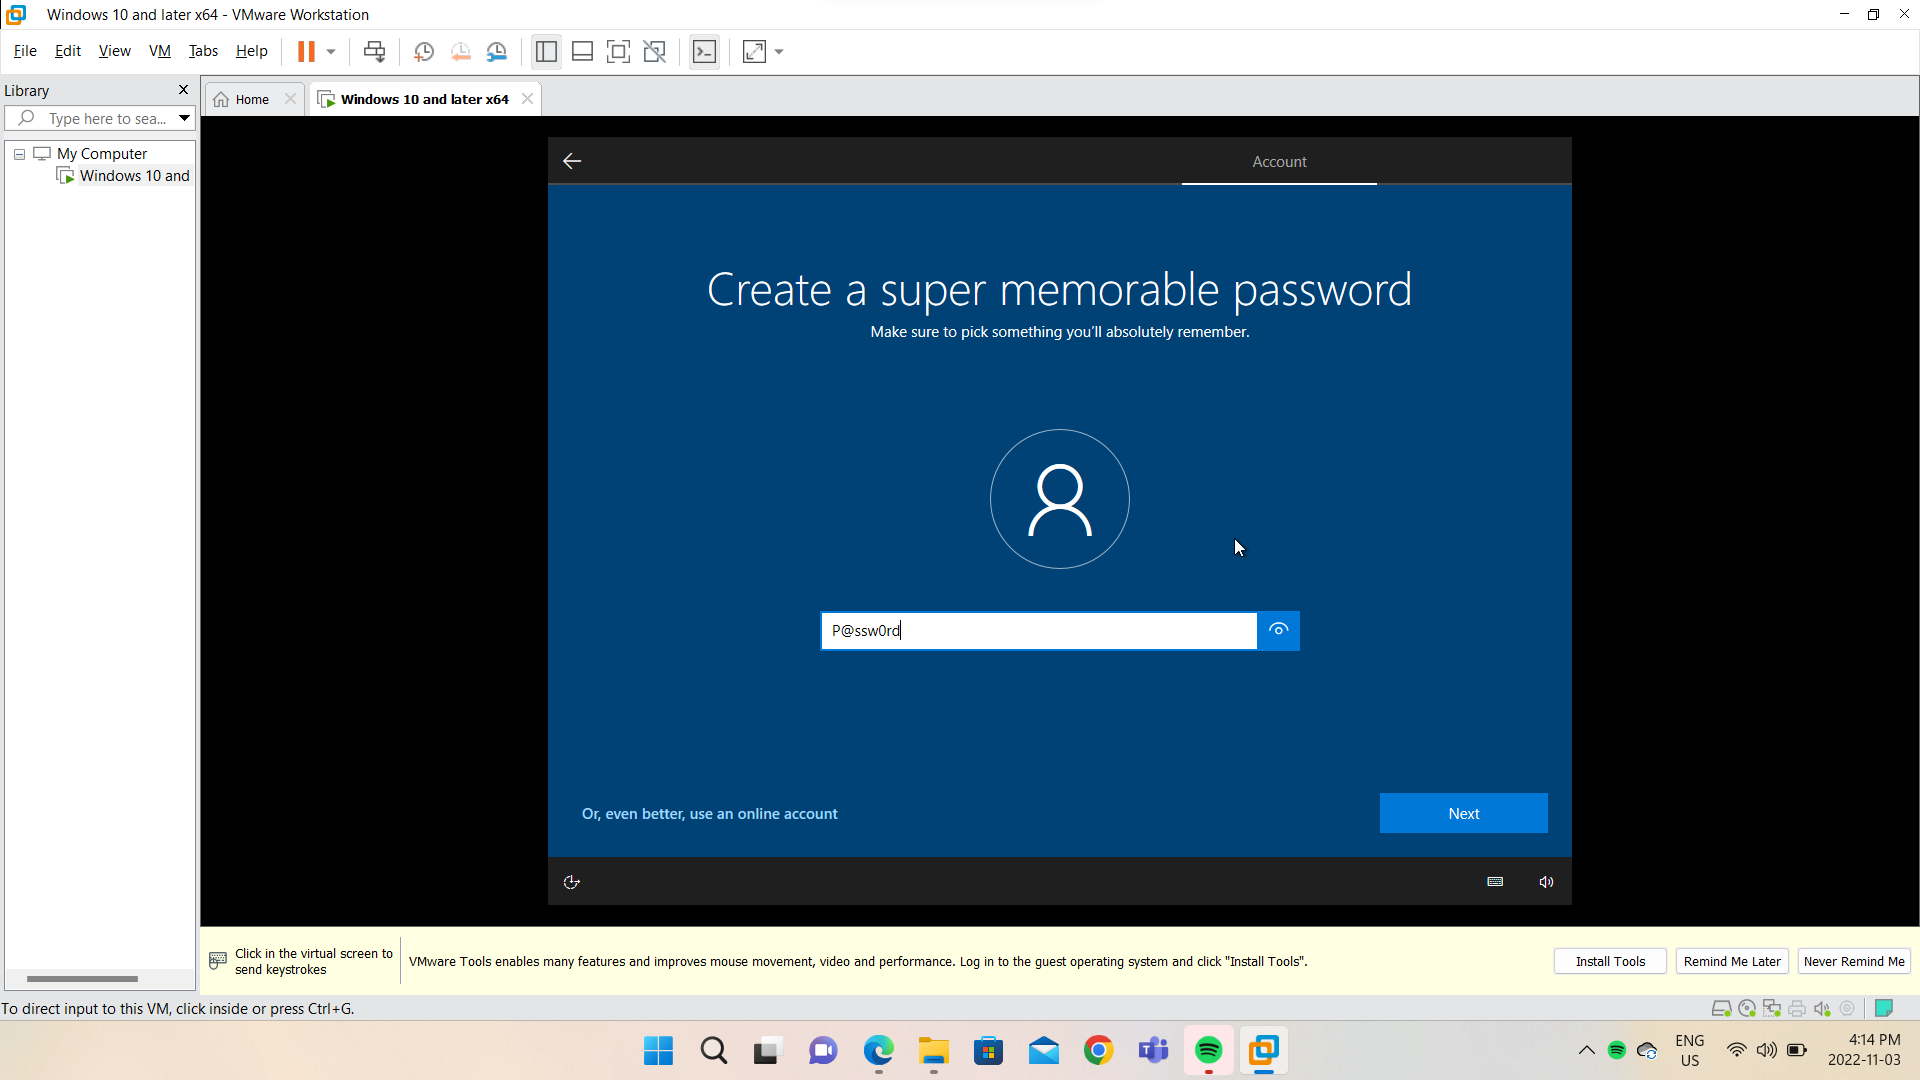 Windows 10 and later x64 - VMware Workstation
File Edit View VM Tabs Help
Library
Type here to sea...
My Computer
Windows 10 and
Home
Windows 10 and later x64
Account
Create a super memorable password
Make sure to pick something you'll absolutely remember.
P@ssw0rd
Or, even better, use an online account
Next
Click in the virtual screen to
send keystrokes
VMware Tools enables many features and improves mouse movement, video and performance. Log in to the guest operating system and click "Install Tools".
Install Tools
Remind Me Later
Never Remind Me
To direct input to this VM, click inside or press Ctrl+G.
ENG
US
4:14 PM
2022-11-03